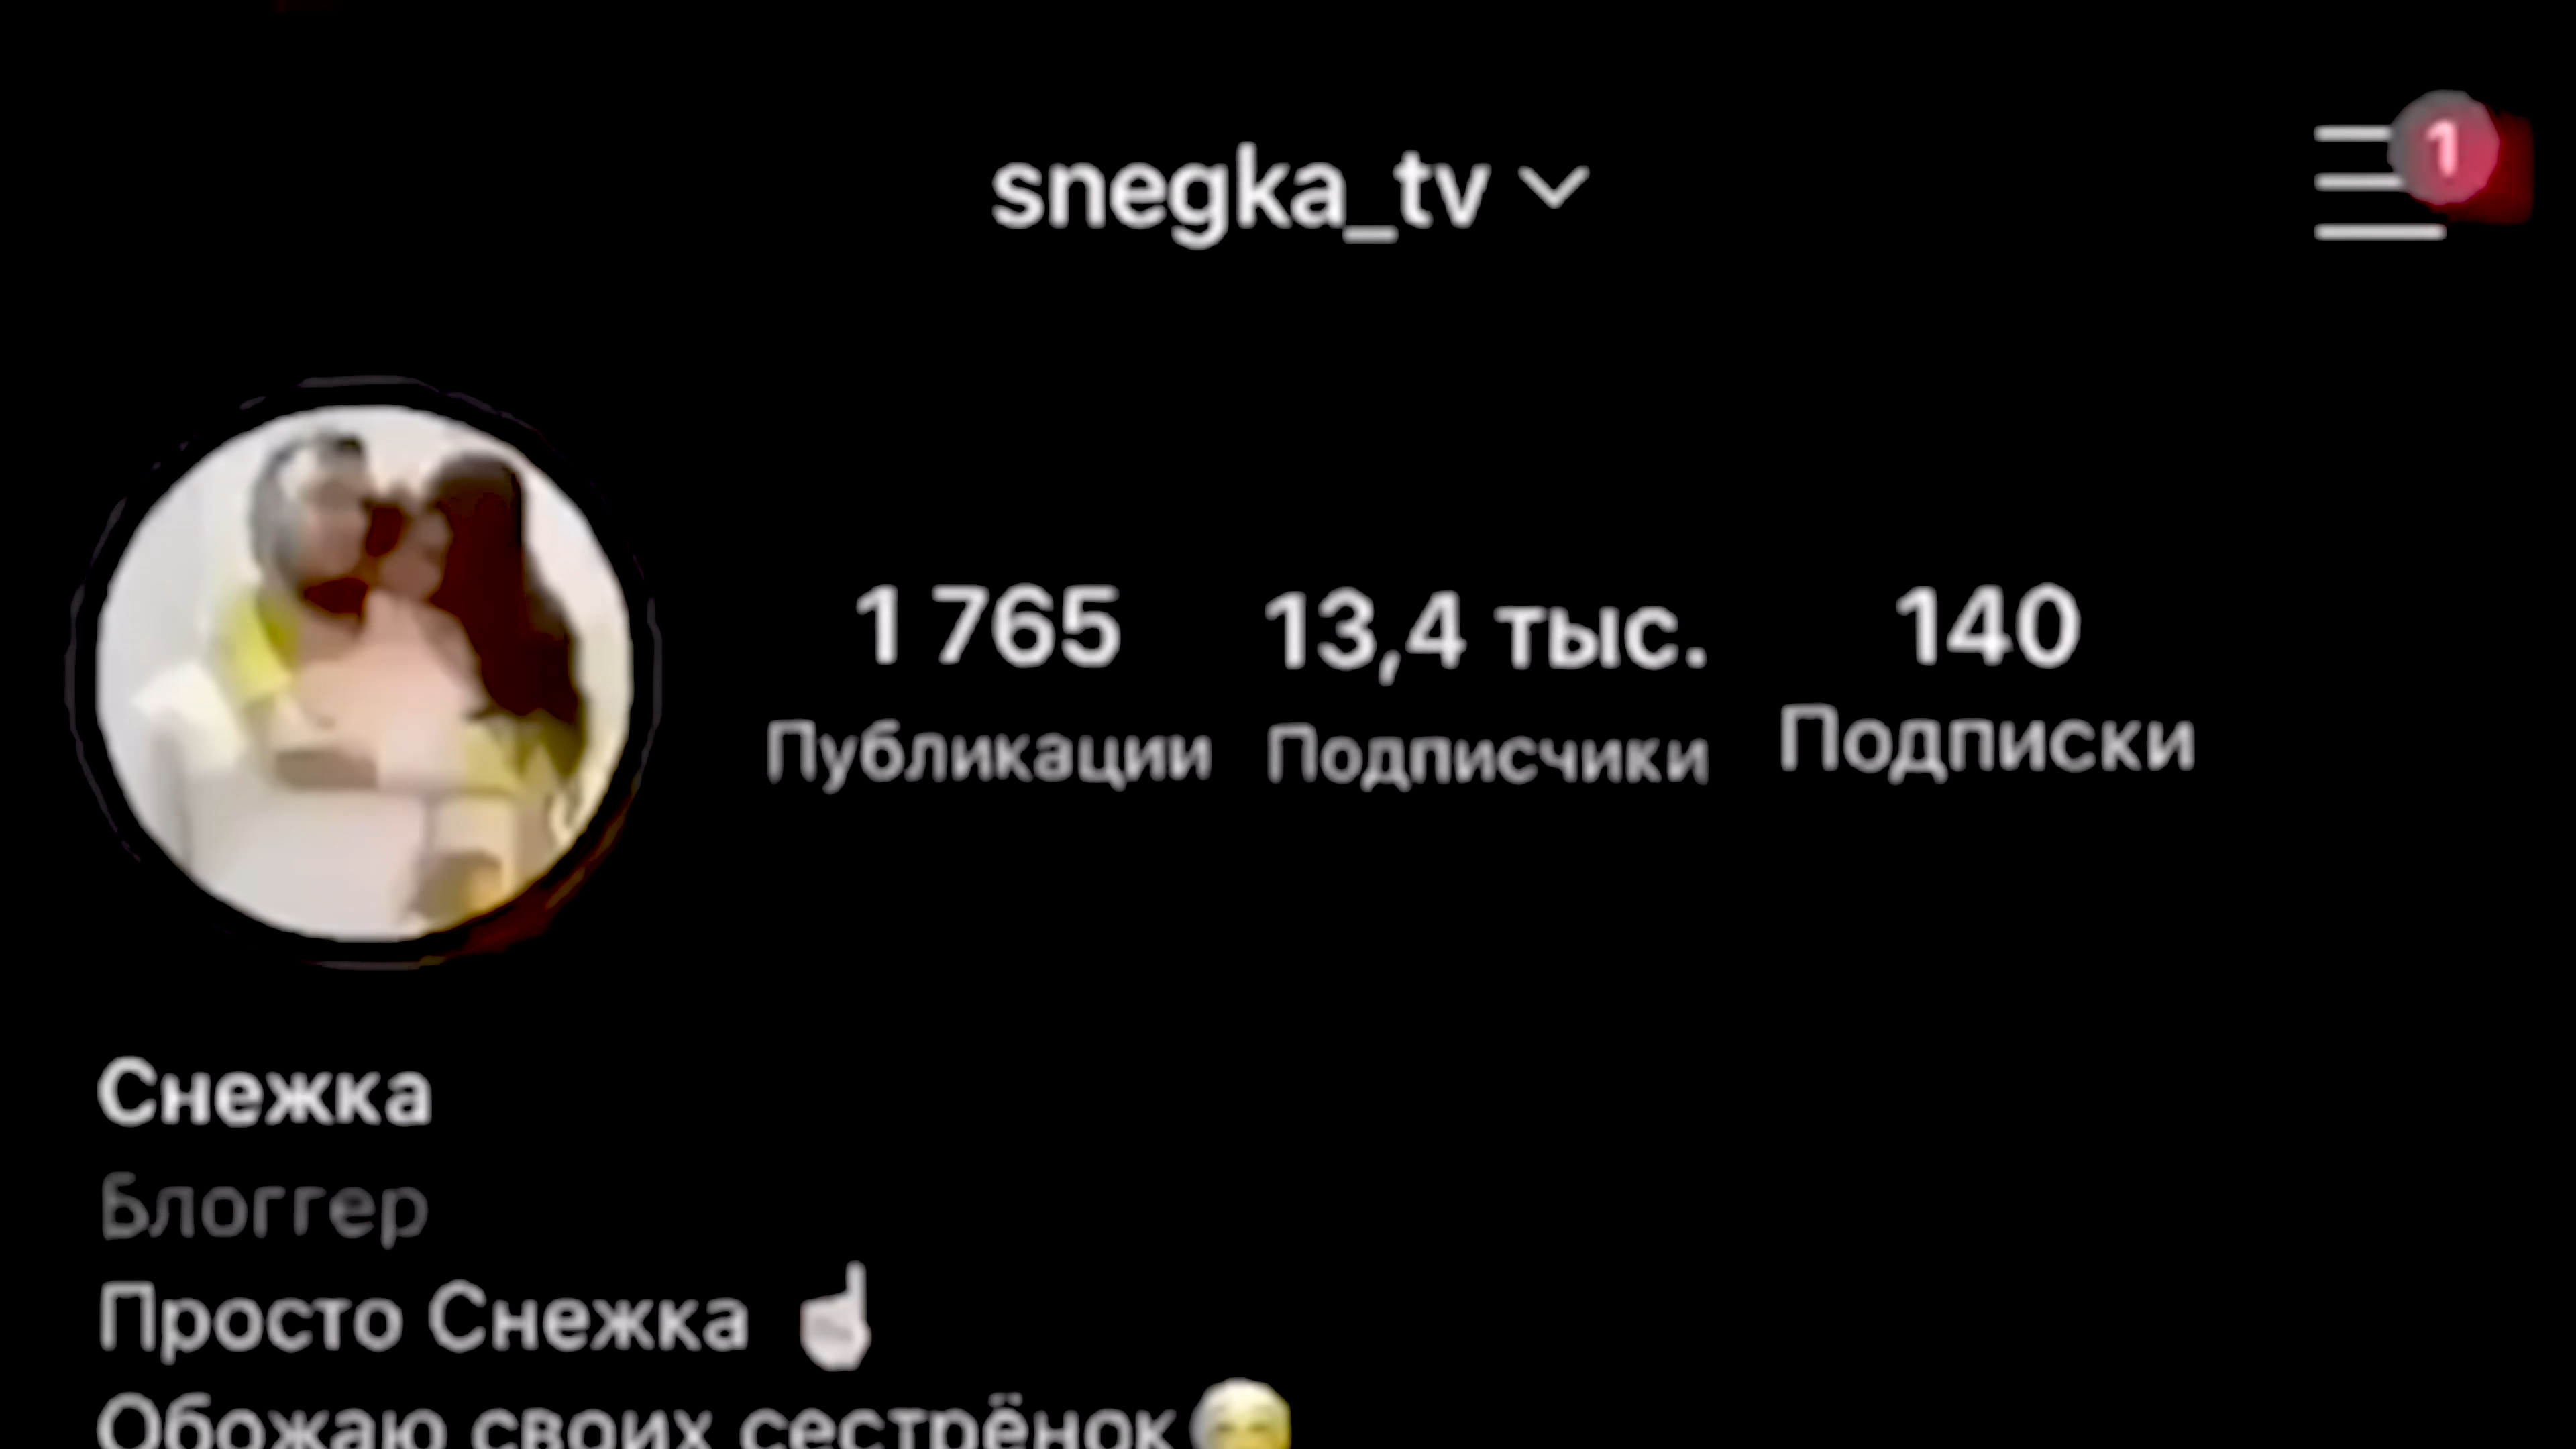 snegka_tv
1
1 765 13,4 тыс. 140
Публикации Подписчики Подписки
Снежка
Блоггер
Просто Снежка ☝
Обожаю своих сестрёнок